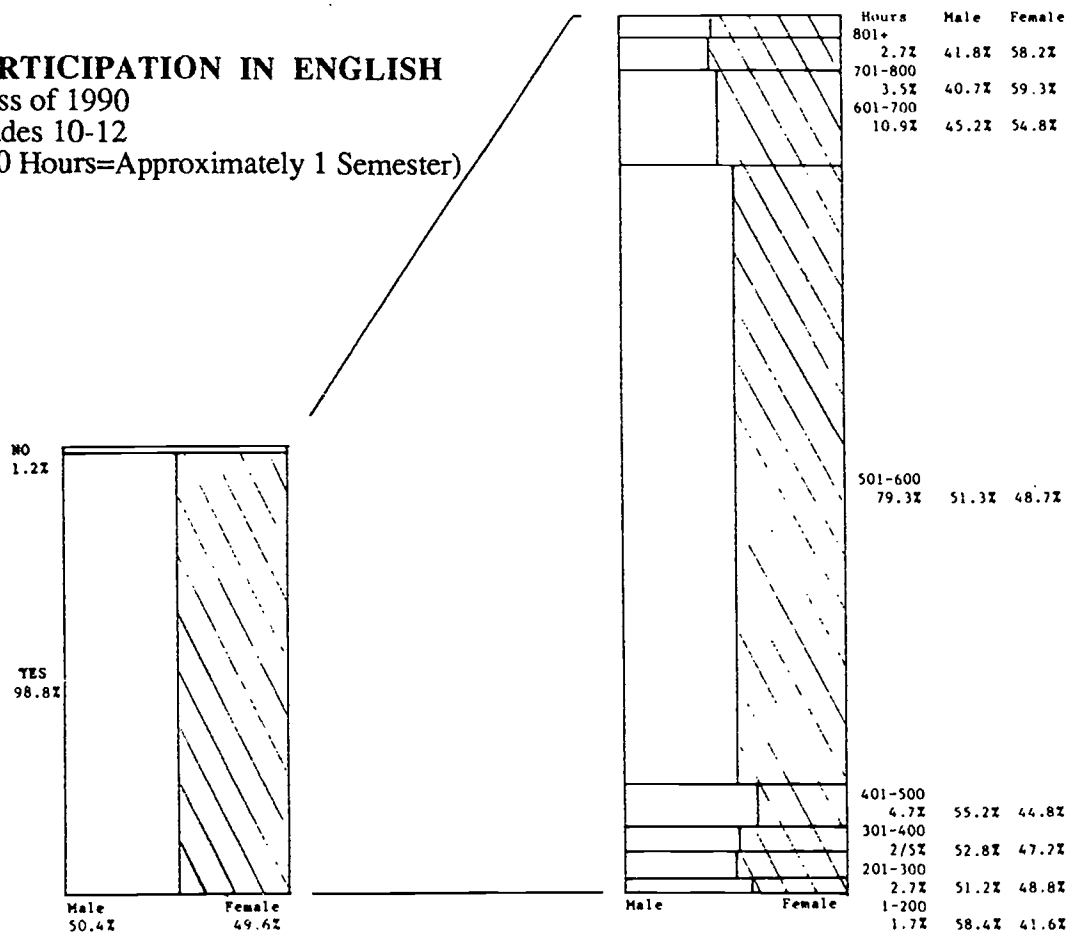 RTICIPATION IN ENGLISH
ss of 1990
des 10-12
0 Hours=Approximately 1 Semester)
NO
1.2%
YES
98.8%
Male Female
50.4% 49.6%
Hours Male Female
801+
2.7% 41.8% 58.2%
701-800
3.5% 40.7% 59.3%
601-700
10.9% 45.2% 54.8%
501-600
79.3% 51.3% 48.7%
401-500
4.7% 55.2% 44.8%
301-400
2/5% 52.8% 47.2%
201-300
2.7% 51.2% 48.8%
1-200
1.7% 58.4% 41.6%
Male Female